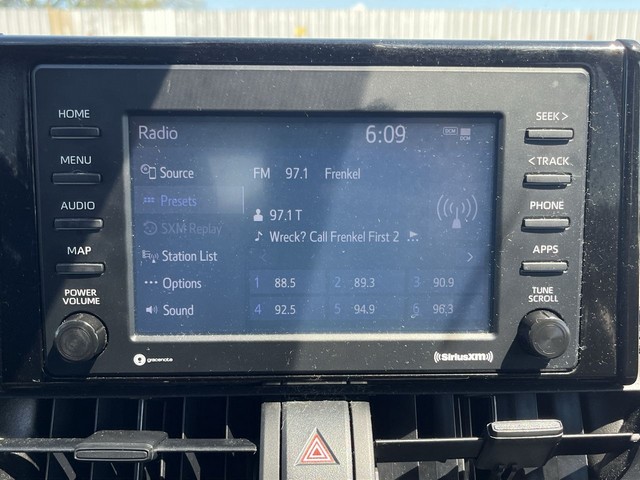 HOME
MENU
AUDIO
MAP
POWER
VOLUME
Radio
6:09
DCM
DCM
Source
Presets
SXM Replay
Station List
Options
Sound
FM 97.1 Frenkel
97.1 T
Wreck? Call Frenkel First 2
1 88.5 2 89.3 3 90.9
4 92.5 5 94.9 6 96.3
gracenote
((SiriusXM))
SEEK >
< TRACK
PHONE
APPS
TUNE
SCROLL